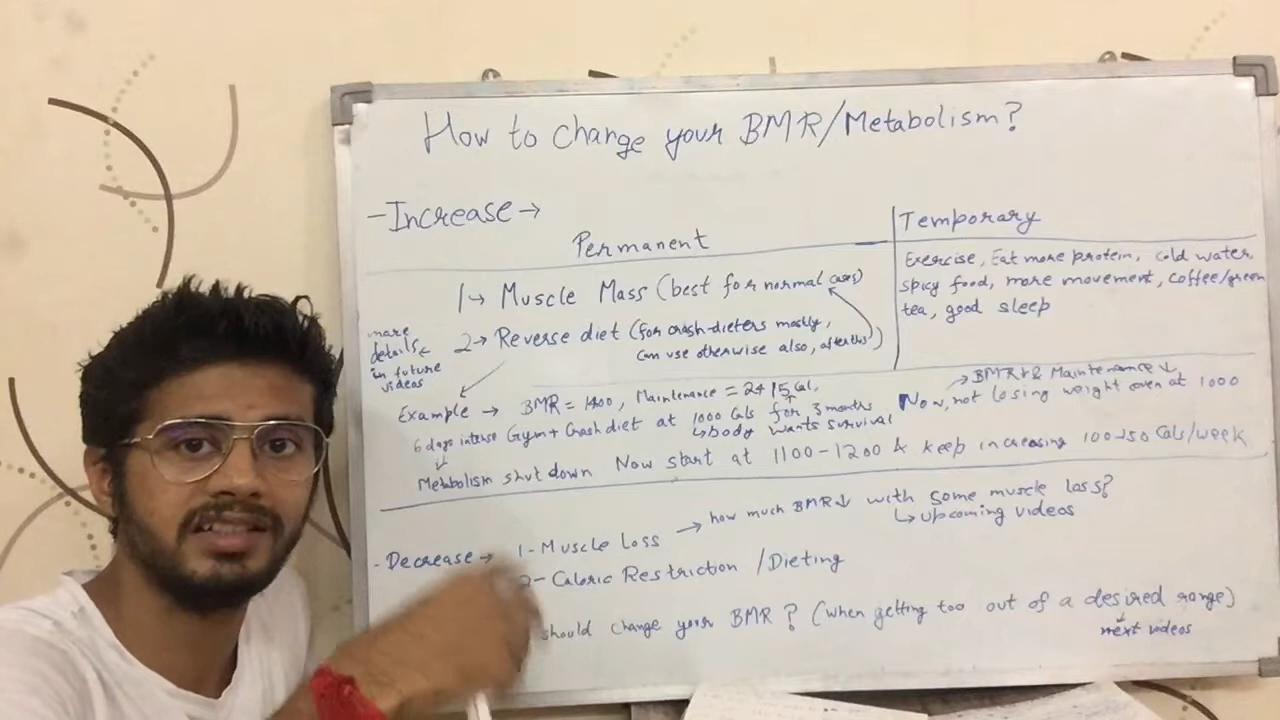 How to change your BMR/Metabolism?
-Increase →
Permanent
1→ Muscle Mass (best for normal cases)
2→ Reverse diet (for crash-dieters mostly,
can use otherwise also, after this)
more
details ←
in future
videos
Temporary
Exercise, Eat more protein, cold water,
spicy food, more movement, coffee/green
tea, good sleep
Example → BMR = 1400, Maintenance = 2415 Cal,
6 days intense Gym + Crash diet at 1000 Cals for 3 months
↳ body wants survival
→ BMR↓ & Maintenance↓
Now, not losing weight even at 1000
Metabolism shut down Now start at 1100-1200 & keep increasing 100-150 Cals/week
-Decrease → 1-Muscle loss → how much BMR↓ with some muscle loss?
↳ upcoming videos
2-Caloric Restriction /Dieting
should change your BMR? (when getting too out of a desired range)
next videos